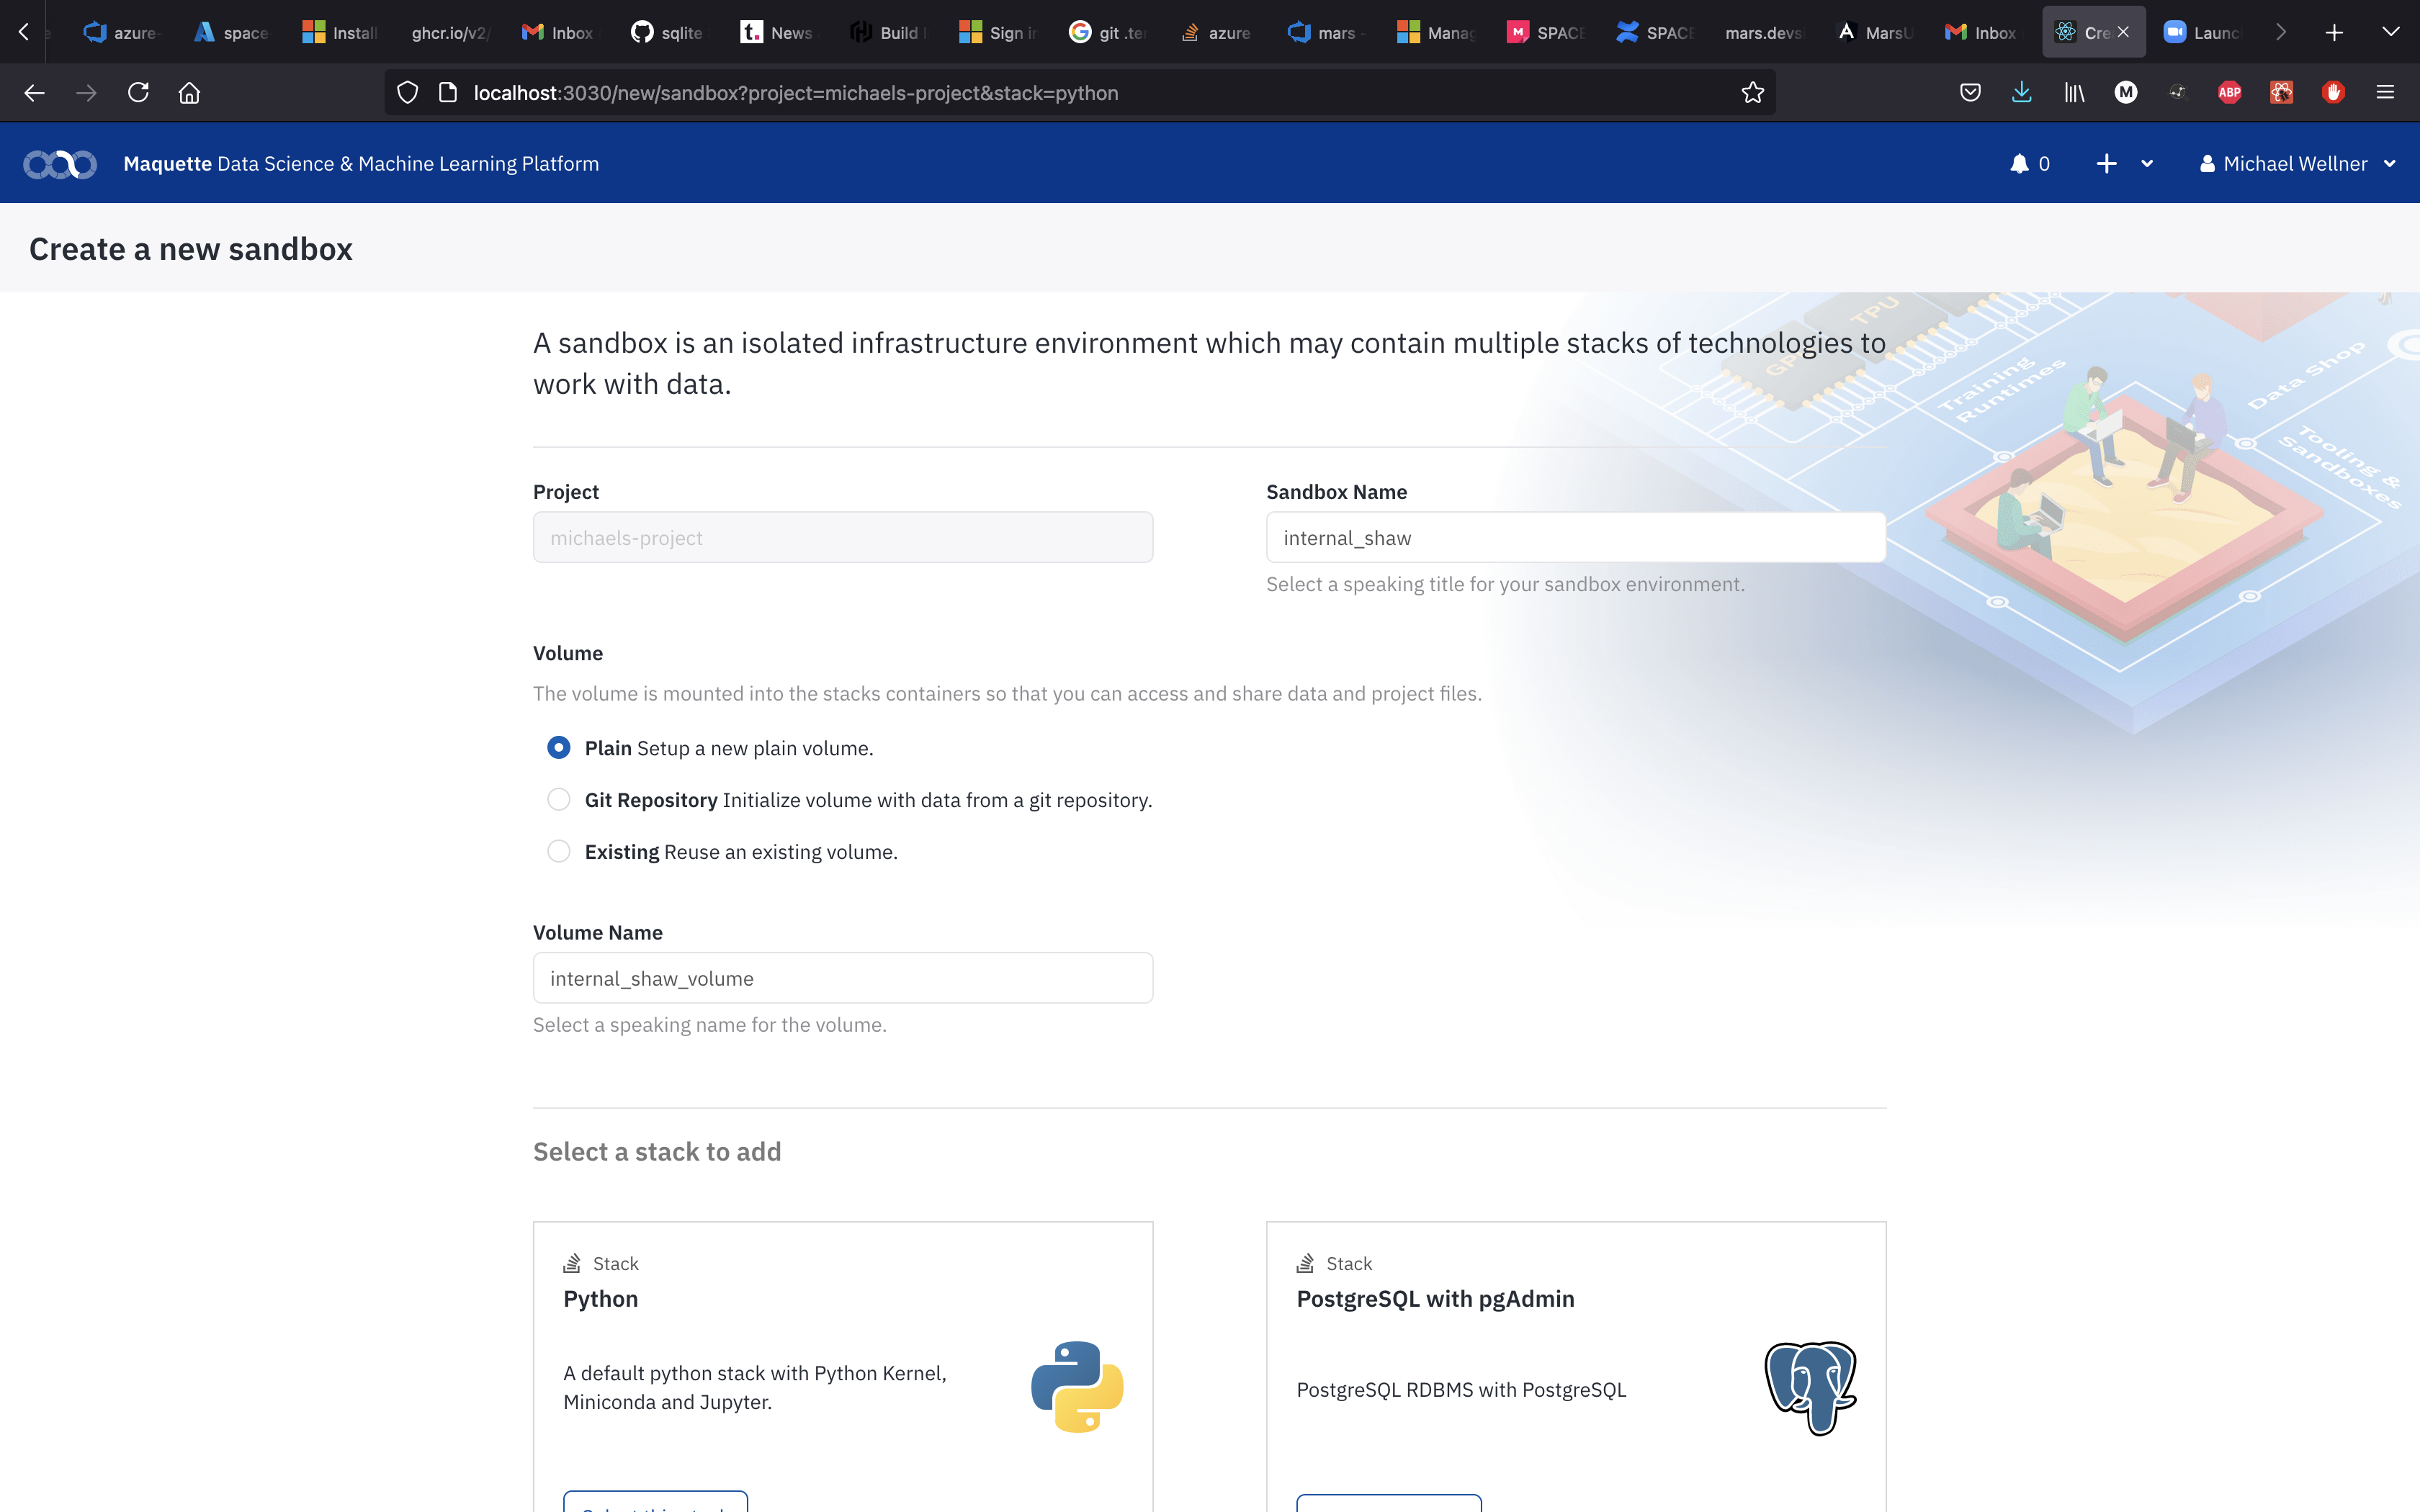 azure-
space
Install
ghcr.io/v2/
Inbox
sqlite
t.
News
Build
Sign in
git .ter
azure
mars -
Manag
M
SPACE
SPACE
mars.devs
MarsU
Inbox
Cre
Launc
localhost:3030/new/sandbox?project=michaels-project&stack=python
M
ABP
Maquette Data Science & Machine Learning Platform
0
Michael Wellner
Create a new sandbox
A sandbox is an isolated infrastructure environment which may contain multiple stacks of technologies to
work with data.
TPU
GPU
Training
Runtimes
Data Shop
Tooling &
Sandboxes
Project
michaels-project
Sandbox Name
internal_shaw
Select a speaking title for your sandbox environment.
Volume
The volume is mounted into the stacks containers so that you can access and share data and project files.
Plain Setup a new plain volume.
Git Repository Initialize volume with data from a git repository.
Existing Reuse an existing volume.
Volume Name
internal_shaw_volume
Select a speaking name for the volume.
Select a stack to add
Stack
Python
A default python stack with Python Kernel,
Miniconda and Jupyter.
Stack
PostgreSQL with pgAdmin
PostgreSQL RDBMS with PostgreSQL